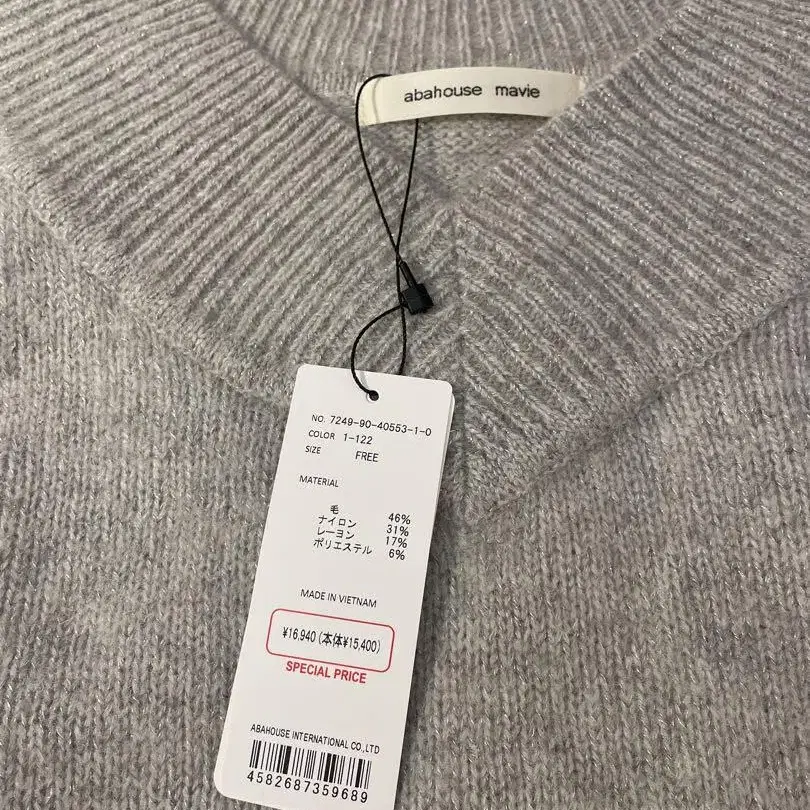 abahouse mavie
NO. 7249-90-40553-1-0
COLOR 1-122
SIZE FREE
MATERIAL
毛 46%
ナイロン 31%
レーヨン 17%
ポリエステル 6%
MADE IN VIETNAM
¥16,940(本体¥15,400)
SPECIAL PRICE
ABAHOUSE INTERNATIONAL CO.,LTD
4582687359689